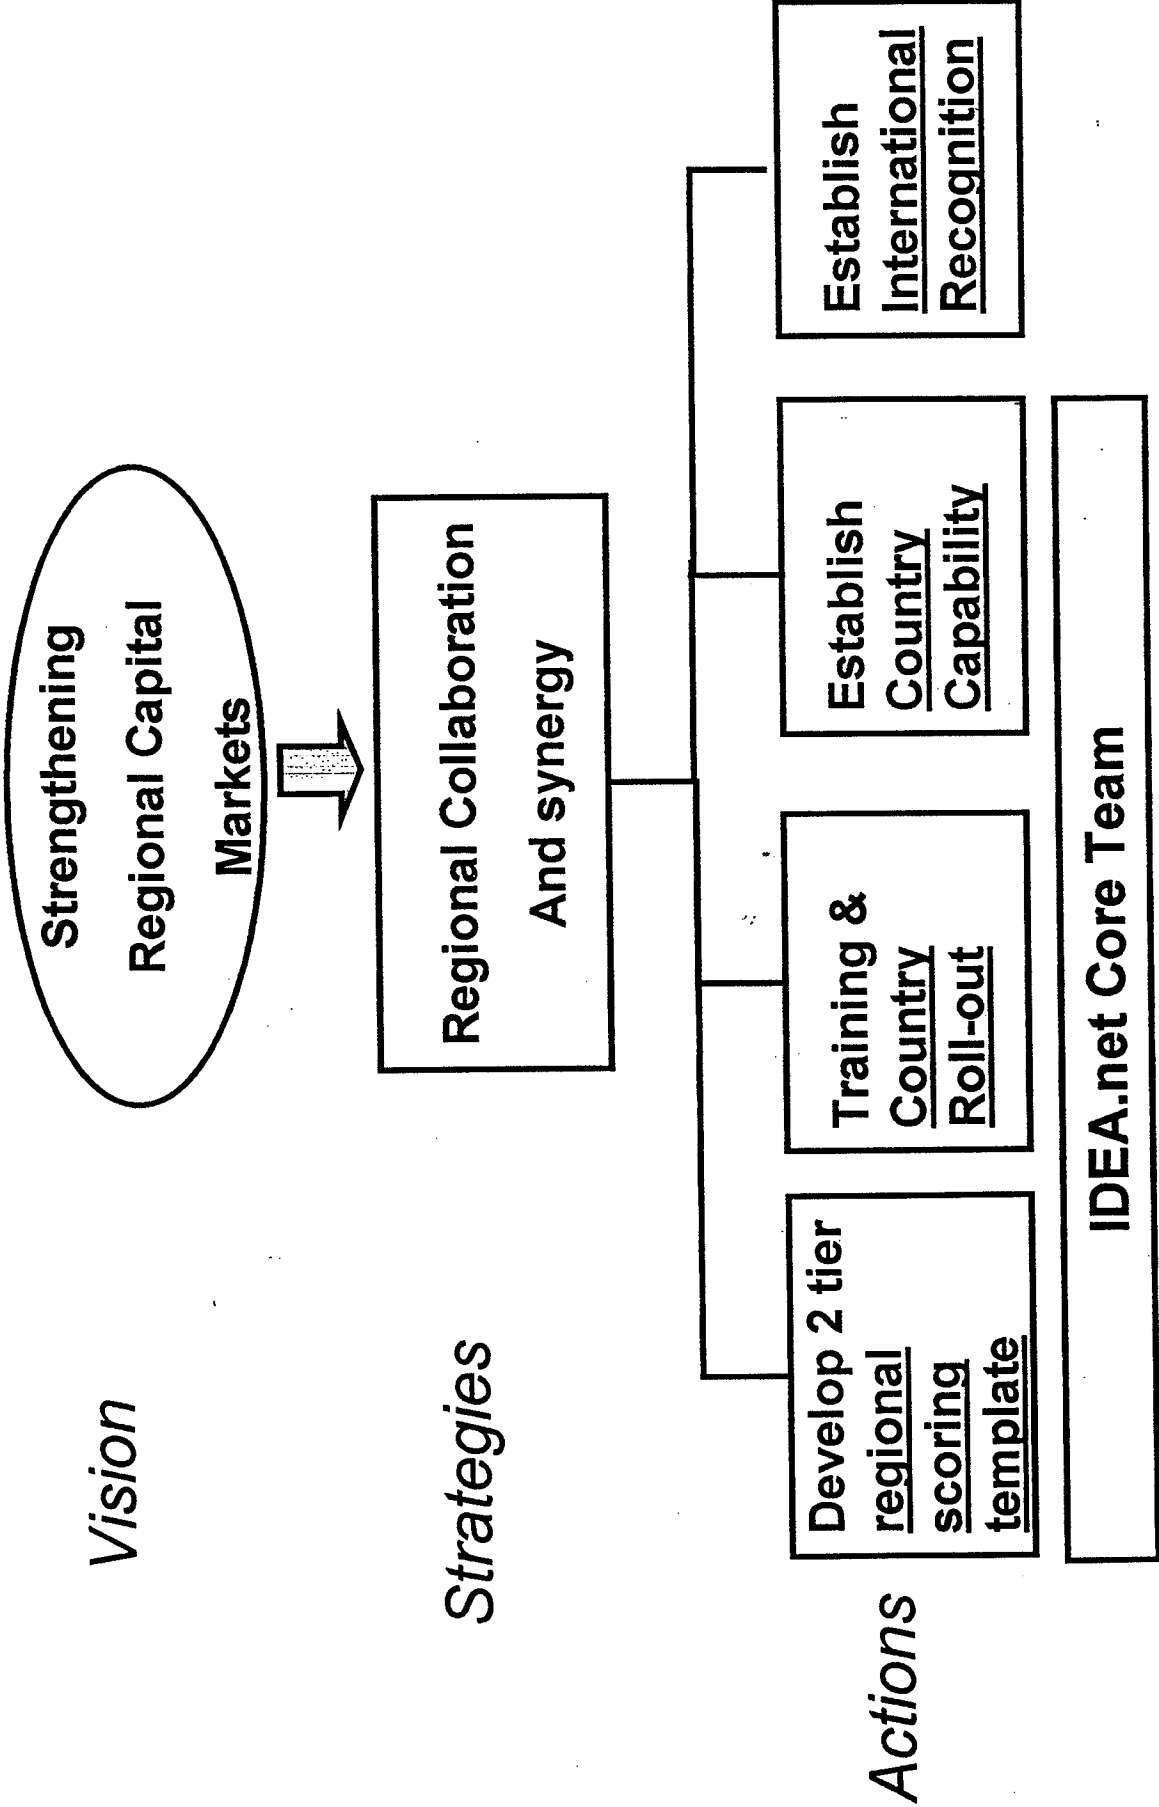 Vision
Strengthening
Regional Capital
Markets
Strategies
Regional Collaboration
And synergy
Actions
Develop 2 tier
regional
scoring
template
Training &
Country
Roll-out
Establish
Country
Capability
Establish
International
Recognition
IDEA.net Core Team